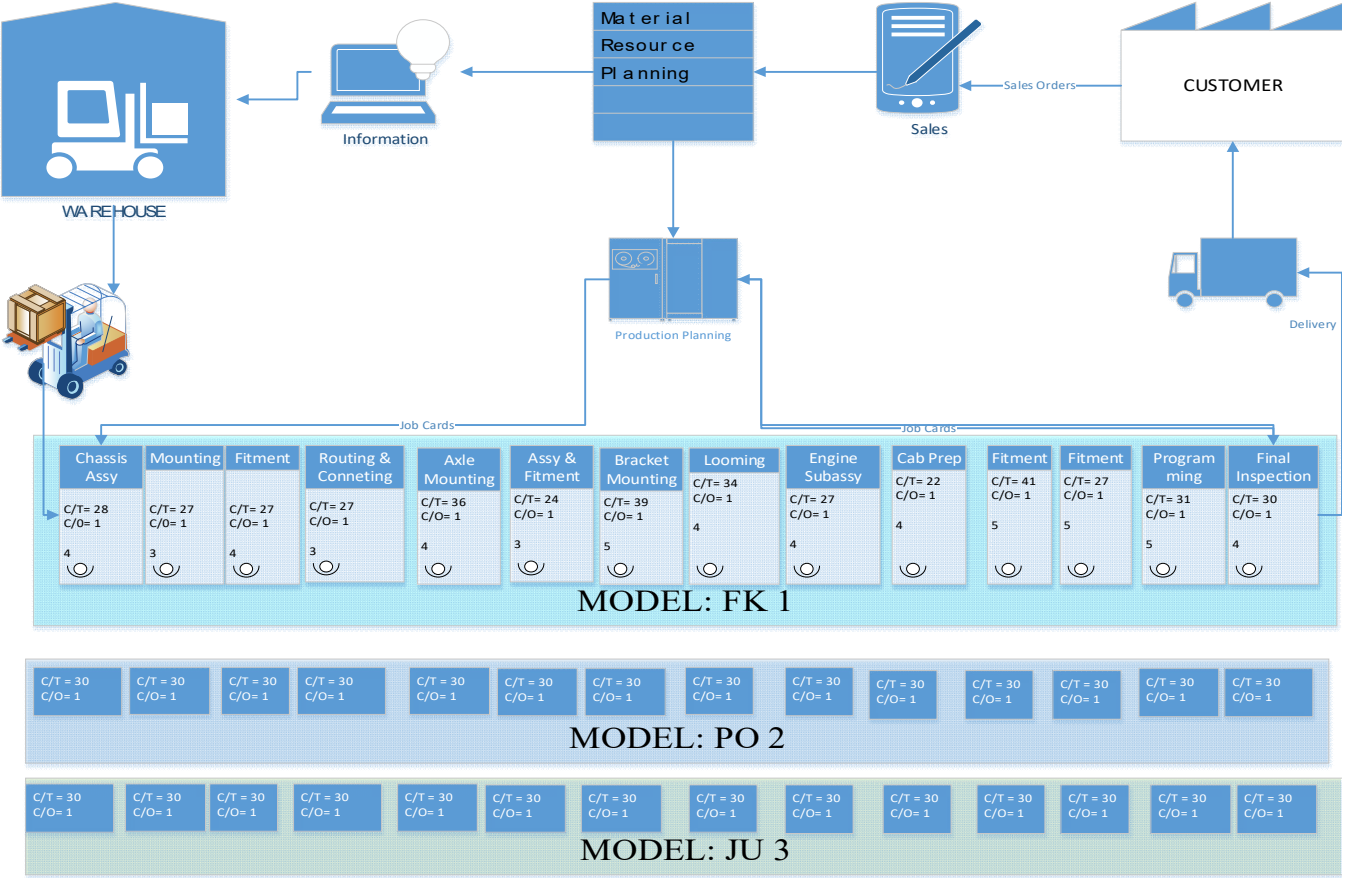 Material
Resource
Planning
CUSTOMER
Sales Orders
Sales
Information
WAREHOUSE
Production Planning
Delivery
Job Cards
Job Cards
Chassis
Assy
C/T= 28
C/0= 1
4
Mounting
C/T= 27
C/0= 1
3
Fitment
C/T= 27
C/O= 1
4
Routing &
Conneting
C/T= 27
C/O= 1
3
Axle
Mounting
C/T= 36
C/O= 1
4
Assy &
Fitment
C/T= 24
C/O= 1
3
Bracket
Mounting
C/T= 39
C/O= 1
5
Looming
C/T= 34
C/O= 1
4
Engine
Subassy
C/T= 27
C/O= 1
4
Cab Prep
C/T= 22
C/O= 1
4
Fitment
C/T= 41
C/O= 1
5
Fitment
C/T= 27
C/O= 1
5
Program
ming
C/T= 31
C/O= 1
5
Final
Inspection
C/T= 30
C/O= 1
4
MODEL: FK 1
C/T = 30
C/O= 1
C/T = 30
C/O= 1
C/T = 30
C/O= 1
C/T = 30
C/O= 1
C/T = 30
C/O= 1
C/T = 30
C/O= 1
C/T = 30
C/O= 1
C/T = 30
C/O= 1
C/T = 30
C/O= 1
C/T = 30
C/O= 1
C/T = 30
C/O= 1
C/T = 30
C/O= 1
C/T = 30
C/O= 1
C/T = 30
C/O= 1
MODEL: PO 2
C/T = 30
C/O= 1
C/T = 30
C/O= 1
C/T = 30
C/O= 1
C/T = 30
C/O= 1
C/T = 30
C/O= 1
C/T = 30
C/O= 1
C/T = 30
C/O= 1
C/T = 30
C/O= 1
C/T = 30
C/O= 1
C/T = 30
C/O= 1
C/T = 30
C/O= 1
C/T = 30
C/O= 1
C/T = 30
C/O= 1
C/T = 30
C/O= 1
MODEL: JU 3